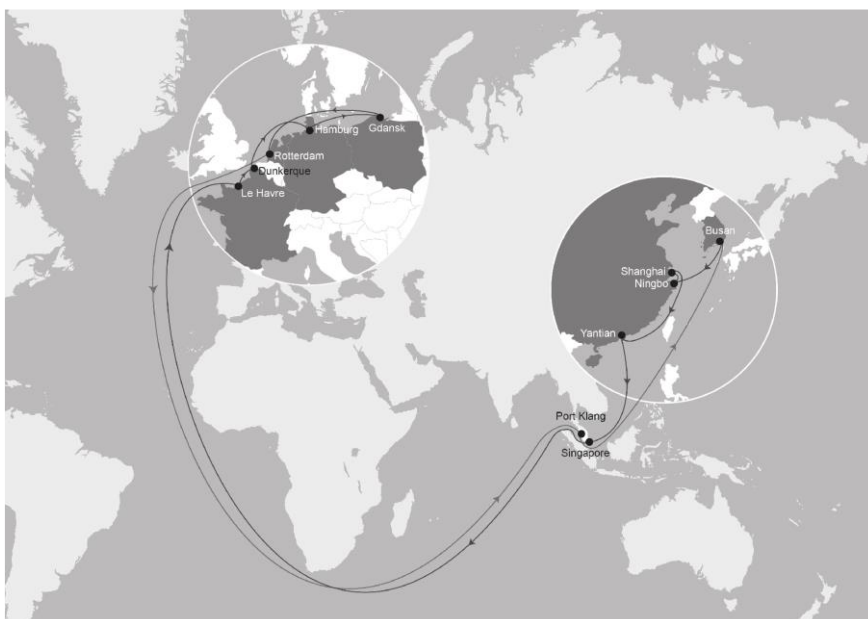 Hamburg
Gdansk
Rotterdam
Dunkerque
Le Havre
Busan
Shanghai
Ningbo
Yantian
Port Klang
Singapore